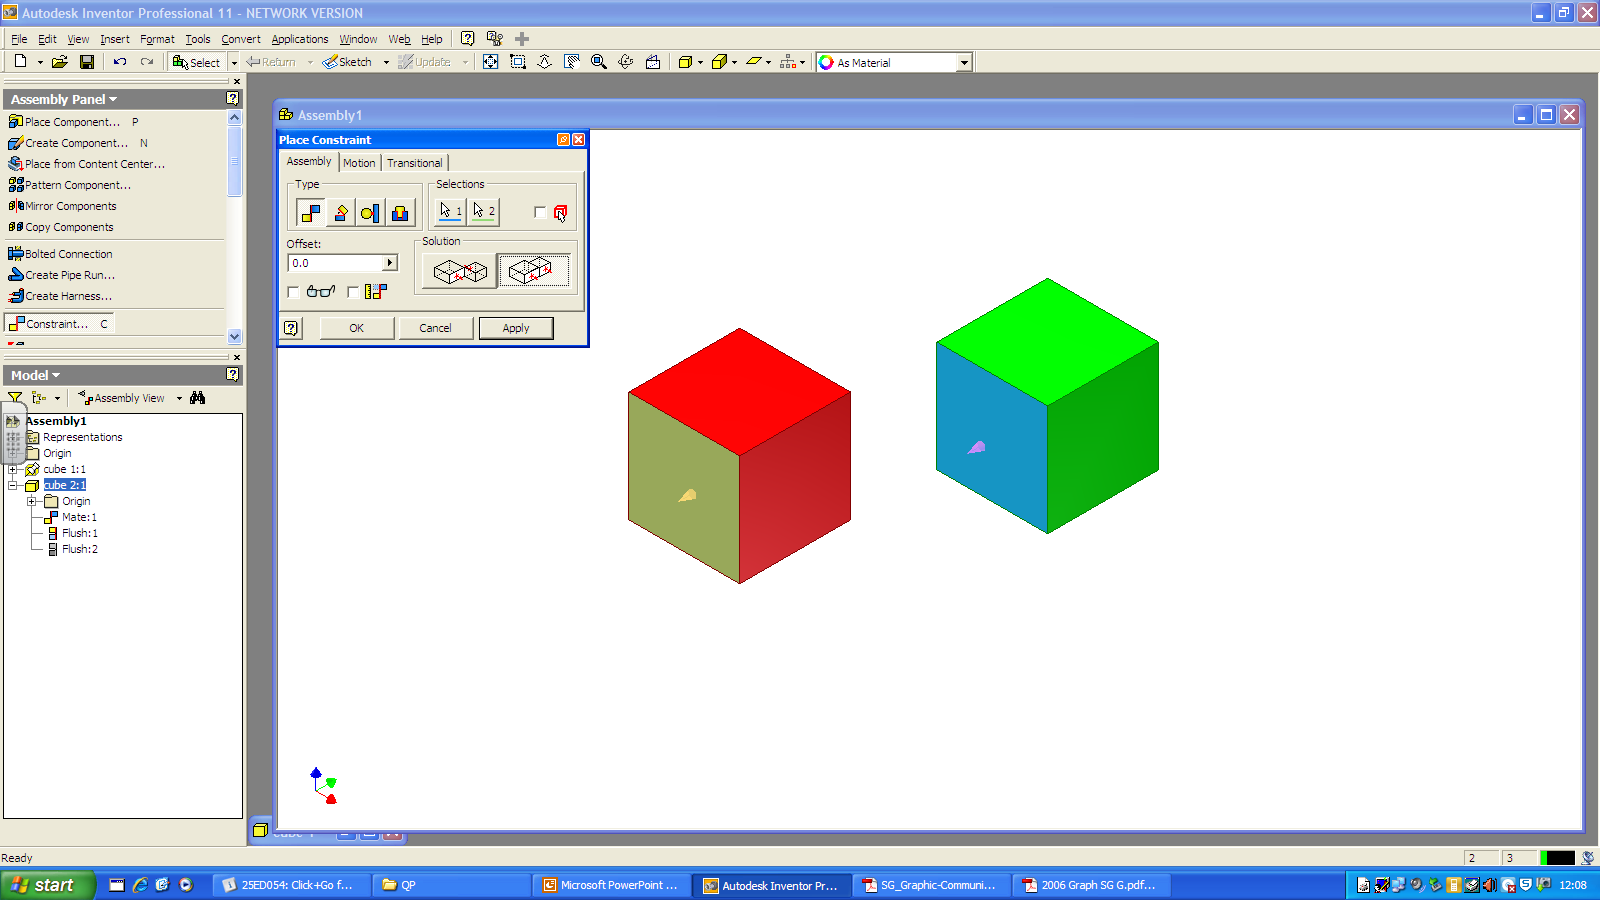 Autodesk Inventor Professional 11 - NETWORK VERSION
File Edit View Insert Format Tools Convert Applications Window Web Help
Select Return Sketch Update As Material
Assembly Panel
Place Component... P
Create Component... N
Place from Content Center...
Pattern Component...
Mirror Components
Copy Components
Bolted Connection
Create Pipe Run...
Create Harness...
Constraint... C
Model
Assembly View
Assembly1
Representations
Origin
cube 1:1
cube 2:1
Origin
Mate:1
Flush:1
Flush:2
Assembly1
Place Constraint
Assembly Motion Transitional
Type Selections
1 2
Offset: Solution
0.0
OK Cancel Apply
Ready 2 3
start 25ED054: Click+Go f... QP Microsoft PowerPoint ... Autodesk Inventor Pr... SG_Graphic-Communi... 2006 Graph SG G.pdf... 12:08